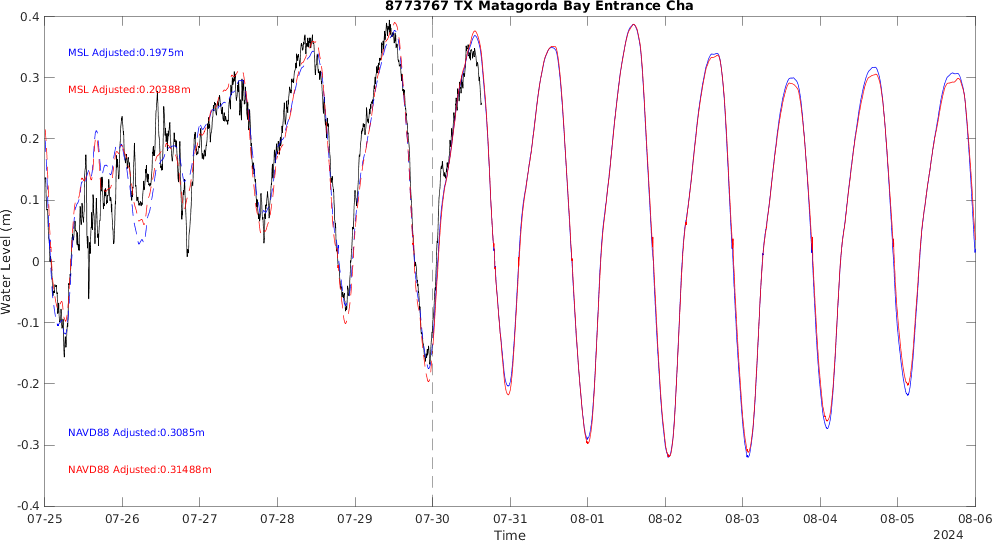 8773767 TX Matagorda Bay Entrance Cha
MSL Adjusted:0.1975m
MSL Adjusted:0.20388m
NAVD88 Adjusted:0.3085m
NAVD88 Adjusted:0.31488m
Water Level (m)
0.4
0.3
0.2
0.1
0
-0.1
-0.2
-0.3
-0.4
07-25 07-26 07-27 07-28 07-29 07-30 07-31 08-01 08-02 08-03 08-04 08-05 08-06
Time
2024